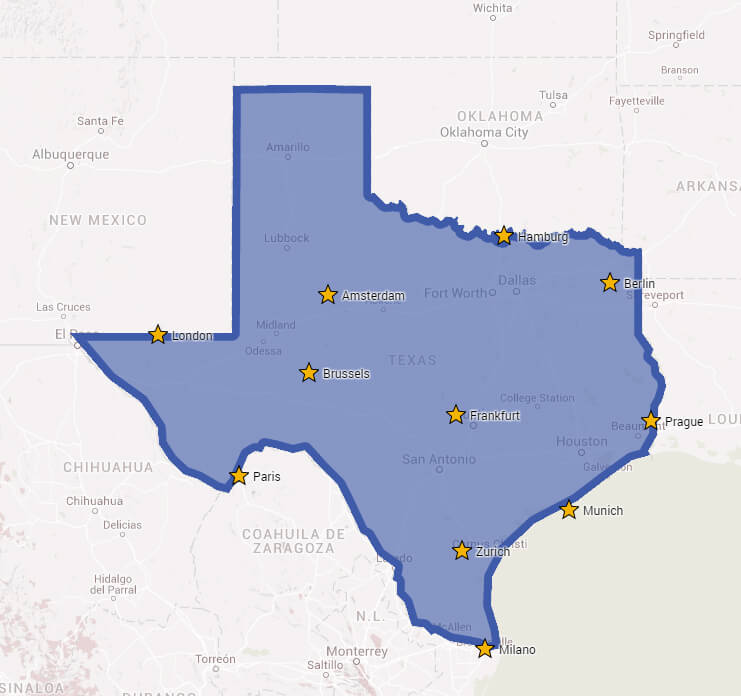 Wichita
Springfield
Branson
Tulsa
Fayetteville
Santa Fe
OKLAHOMA
Oklahoma City
Amarillo
Albuquerque
ARKANSA
NEW MEXICO
Lubbock
Hamburg
Dallas
Berlin
Fort Worth
Amsterdam
Shreveport
Las Cruces
Midland
El Paso
London
Odessa
TEXAS
Brussels
College Station
Frankfurt
Prague
LOUI
Beaumont
Houston
San Antonio
CHIHUAHUA
Galveston
Paris
Chihuahua
Munich
Delicias
COAHUILA DE
ZARAGOZA
Corpus Christi
Zurich
Laredo
Hidalgo
del Parral
N.L.
McAllen
Milano
Monterrey
Torreón
Saltillo
SINALOA
DURANGO